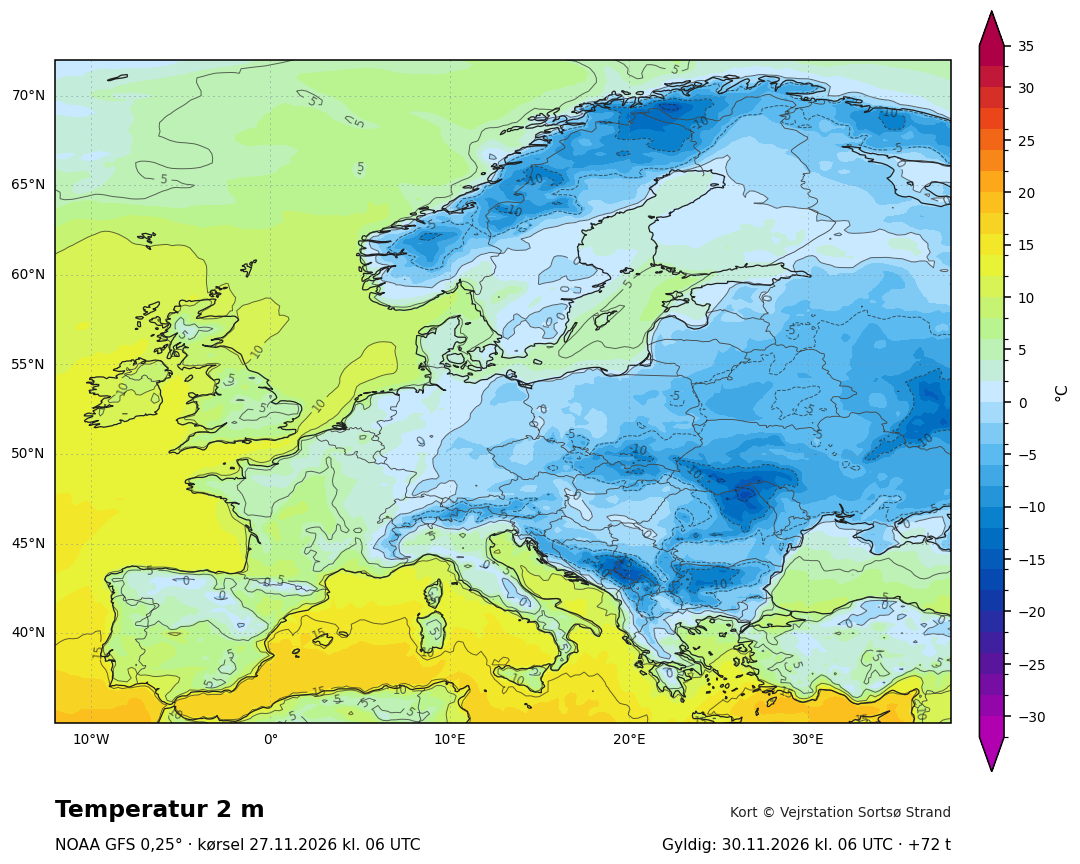 70°N
65°N
60°N
55°N
50°N
45°N
40°N
10°W
0°
10°E
20°E
30°E
35
30
25
20
15
10
5
0
−5
−10
−15
−20
−25
−30
°C
Temperatur 2 m
Kort © Vejrstation Sortsø Strand
NOAA GFS 0,25° · kørsel 27.11.2026 kl. 06 UTC
Gyldig: 30.11.2026 kl. 06 UTC · +72 t